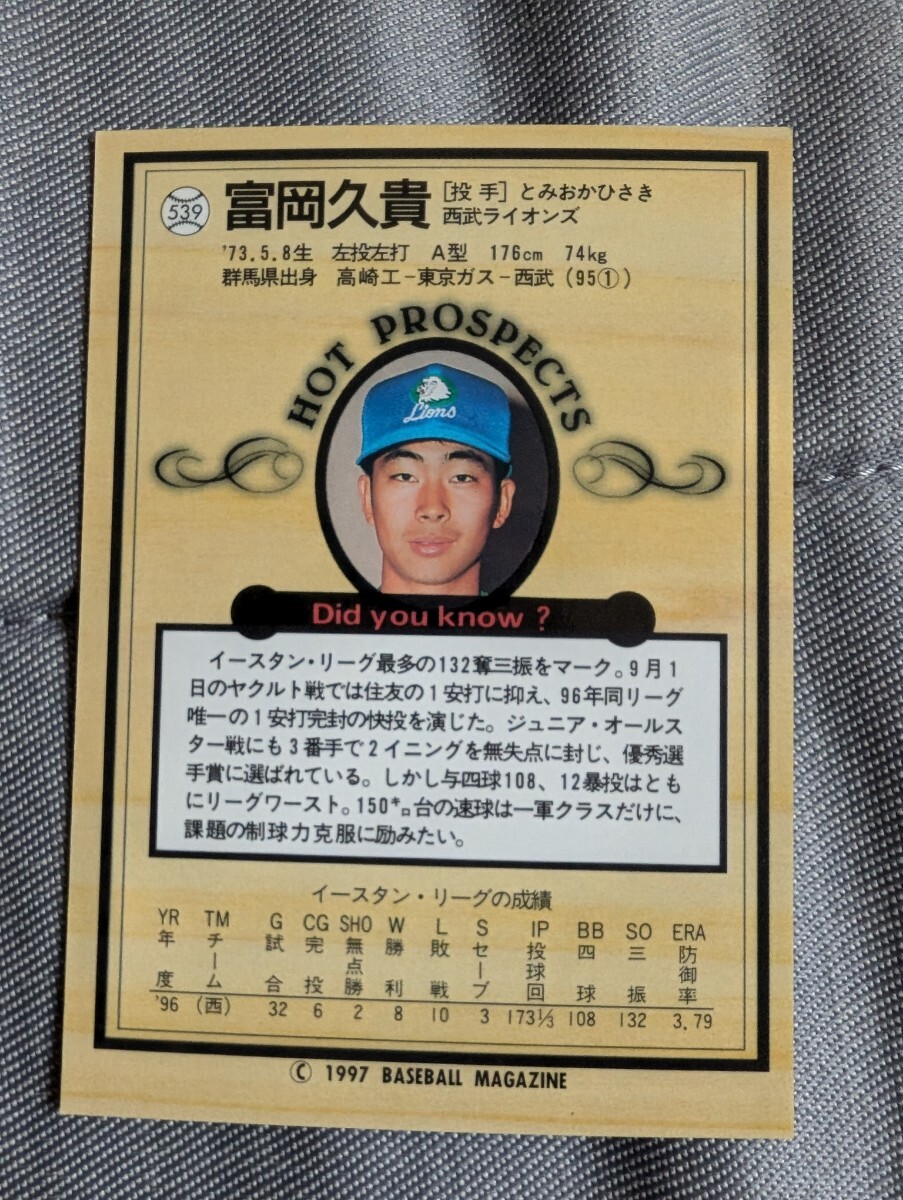 539
富岡久貴
[投手] とみおかひさき
西武ライオンズ
'73.5.8生 左投左打 A型 176cm 74kg
群馬県出身 高崎工-東京ガス-西武(95①)
HOT PROSPECTS
Lions
Did you know ?
イースタン・リーグ最多の132奪三振をマーク。9月1
日のヤクルト戦では住友の1安打に抑え、96年同リーグ
唯一の1安打完封の快投を演じた。ジュニア・オールス
ター戦にも3番手で2イニングを無失点に封じ、優秀選
手賞に選ばれている。しかし与四球108、12暴投はとも
にリーグワースト。150㌔台の速球は一軍クラスだけに、
課題の制球力克服に励みたい。
イースタン・リーグの成績
YR TM G CG SHO W L S IP BB SO ERA
年度 チーム 試合 完投 無点勝 勝利 敗戦 セーブ 投球回 四球 三振 防御率
'96 (西) 32 6 2 8 10 3 173⅓ 108 132 3.79
© 1997 BASEBALL MAGAZINE